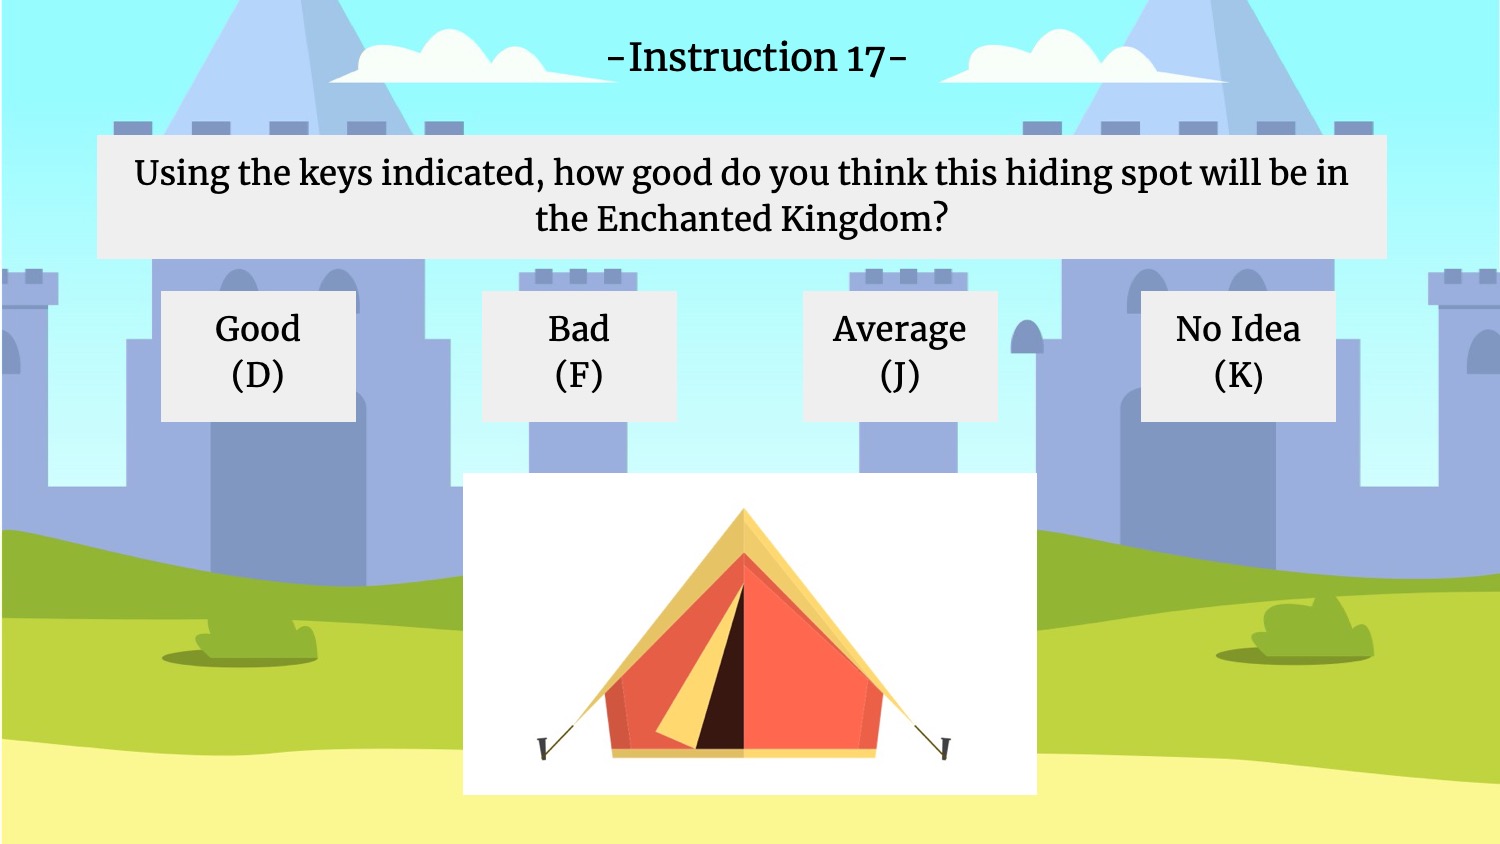 -Instruction 17-
Using the keys indicated, how good do you think this hiding spot will be in
the Enchanted Kingdom?
Good
(D)
Bad
(F)
Average
(J)
No Idea
(K)